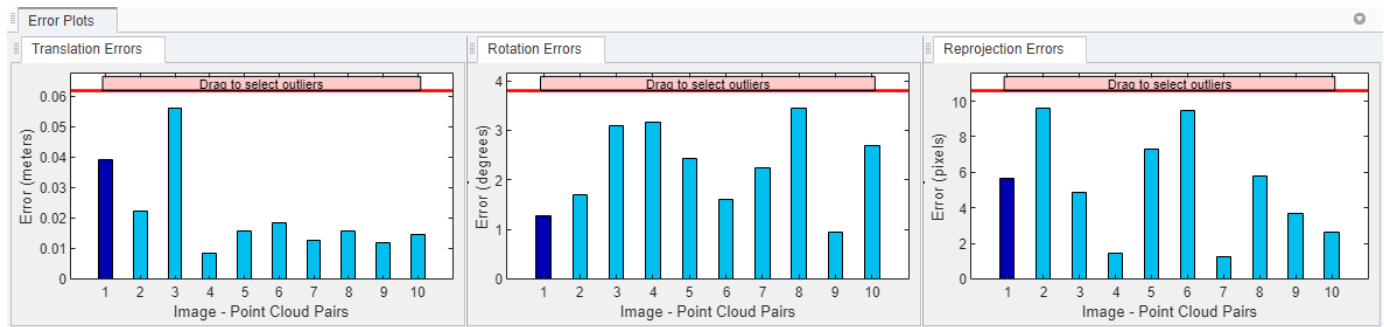 Error Plots
Translation Errors
Drag to select outliers
0.06
0.05
0.04
0.03
0.02
0.01
0
Error (meters)
1 2 3 4 5 6 7 8 9 10
Image - Point Cloud Pairs
Rotation Errors
Drag to select outliers
4
3
2
1
0
Error (degrees)
1 2 3 4 5 6 7 8 9 10
Image - Point Cloud Pairs
Reprojection Errors
Drag to select outliers
10
8
6
4
2
0
Error (pixels)
1 2 3 4 5 6 7 8 9 10
Image - Point Cloud Pairs